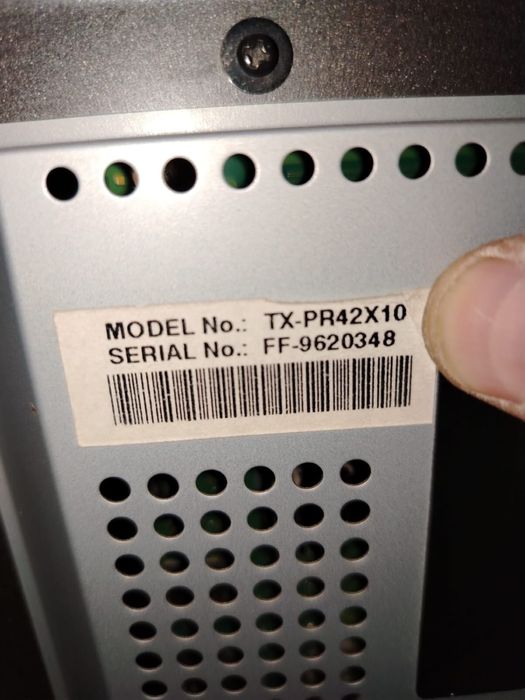 MODEL No.: TX-PR42X10
SERIAL No.: FF-9620348